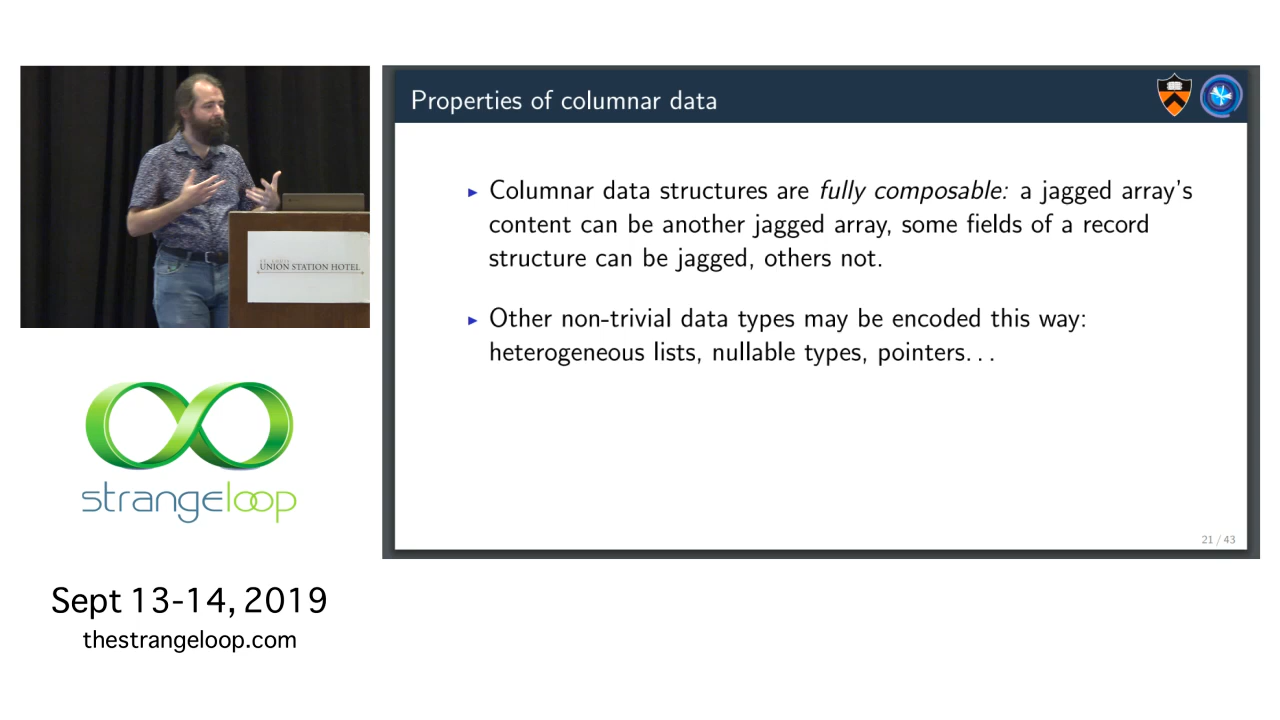 Properties of columnar data
▸ Columnar data structures are fully composable: a jagged array's
content can be another jagged array, some fields of a record
structure can be jagged, others not.
▸ Other non-trivial data types may be encoded this way:
heterogeneous lists, nullable types, pointers...
21 / 43
ST. LOUIS
UNION STATION HOTEL
strangeloop
Sept 13-14, 2019
thestrangeloop.com